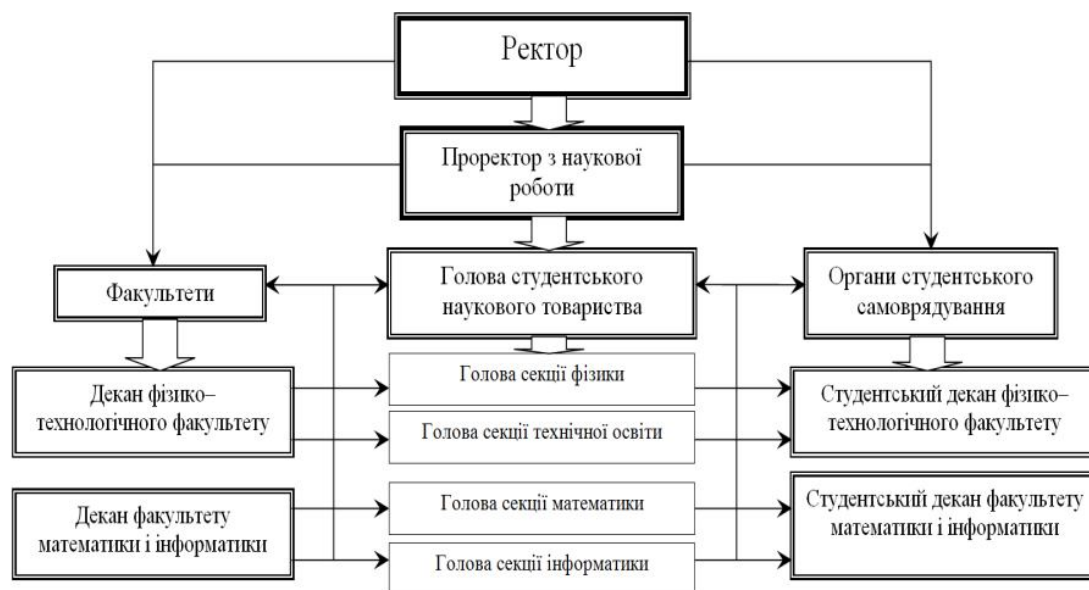 Ректор
Проректор з наукової
роботи
Факультети
Голова студентського
наукового товариства
Органи студентського
самоврядування
Декан фізико–
технологічного факультету
Голова секції фізики
Голова секції технічної освіти
Студентський декан фізико–
технологічного факультету
Декан факультету
математики і інформатики
Голова секції математики
Голова секції інформатики
Студентський декан факультету
математики і інформатики